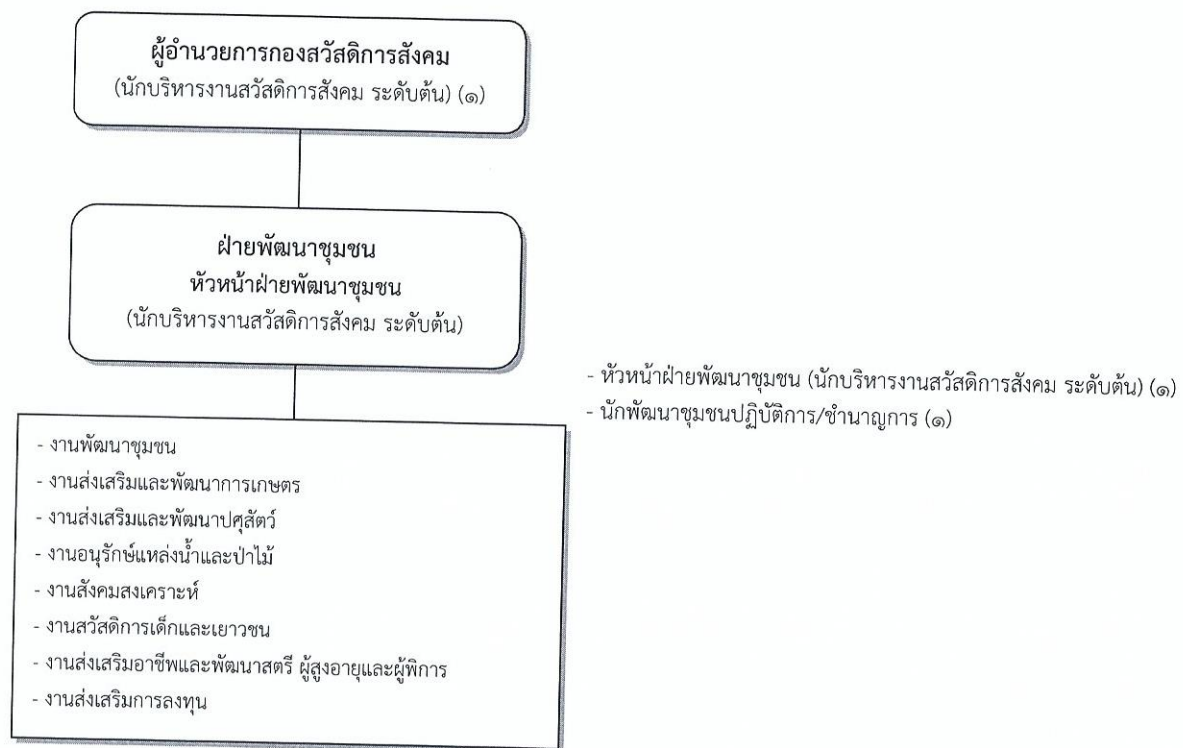 ผู้อำนวยการกองสวัสดิการสังคม
(นักบริหารงานสวัสดิการสังคม ระดับต้น) (๑)
ฝ่ายพัฒนาชุมชน
หัวหน้าฝ่ายพัฒนาชุมชน
(นักบริหารงานสวัสดิการสังคม ระดับต้น)
- หัวหน้าฝ่ายพัฒนาชุมชน (นักบริหารงานสวัสดิการสังคม ระดับต้น) (๑)
- นักพัฒนาชุมชนปฏิบัติการ/ชำนาญการ (๑)
- งานพัฒนาชุมชน
- งานส่งเสริมและพัฒนาการเกษตร
- งานส่งเสริมและพัฒนาปศุสัตว์
- งานอนุรักษ์แหล่งน้ำและป่าไม้
- งานสังคมสงเคราะห์
- งานสวัสดิการเด็กและเยาวชน
- งานส่งเสริมอาชีพและพัฒนาสตรี ผู้สูงอายุและผู้พิการ
- งานส่งเสริมการลงทุน